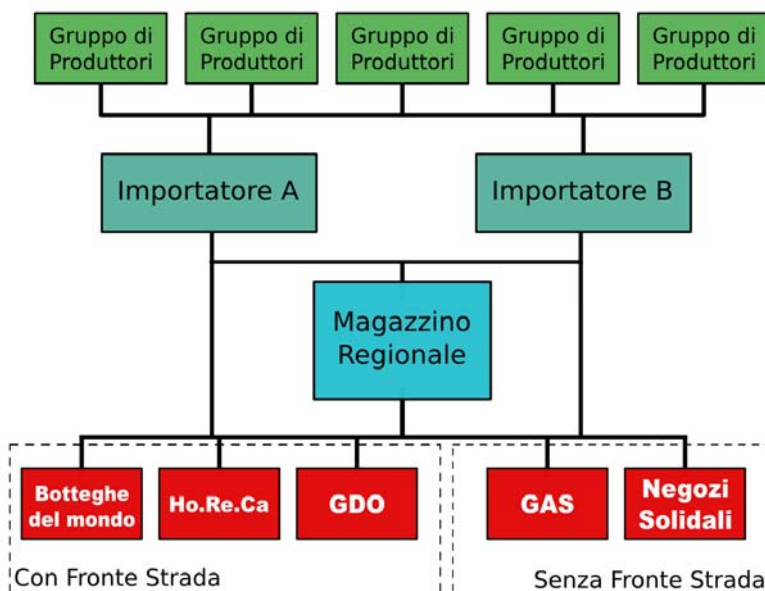 Gruppo di
Produttori
Gruppo di
Produttori
Gruppo di
Produttori
Gruppo di
Produttori
Gruppo di
Produttori
Importatore A
Importatore B
Magazzino
Regionale
Botteghe
del mondo
Ho.Re.Ca
GDO
GAS
Negozi
Solidali
Con Fronte Strada
Senza Fronte Strada